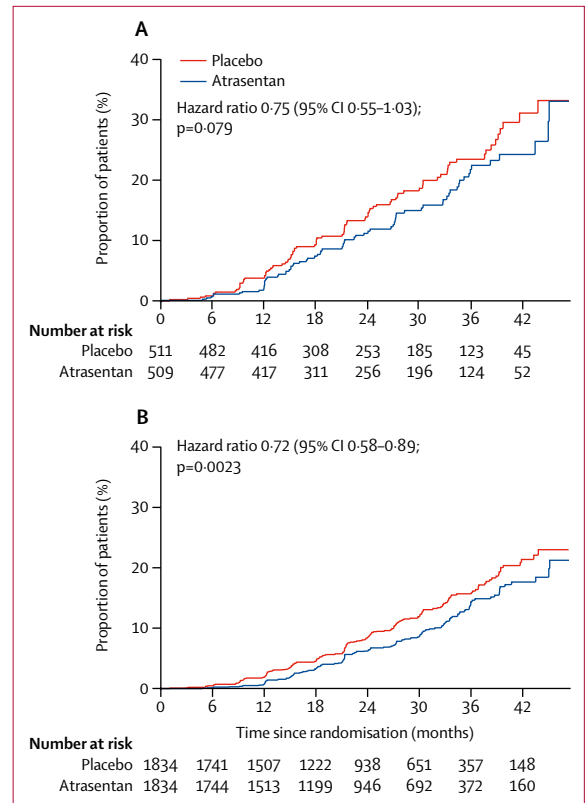 A
40
30
20
10
0
Proportion of patients (%)
Placebo
Atrasentan
Hazard ratio 0·75 (95% CI 0·55–1·03);
p=0·079
0 6 12 18 24 30 36 42
Number at risk
Placebo 511 482 416 308 253 185 123 45
Atrasentan 509 477 417 311 256 196 124 52
B
40
30
20
10
0
Proportion of patients (%)
Hazard ratio 0·72 (95% CI 0·58–0·89;
p=0·0023
0 6 12 18 24 30 36 42
Time since randomisation (months)
Number at risk
Placebo 1834 1741 1507 1222 938 651 357 148
Atrasentan 1834 1744 1513 1199 946 692 372 160